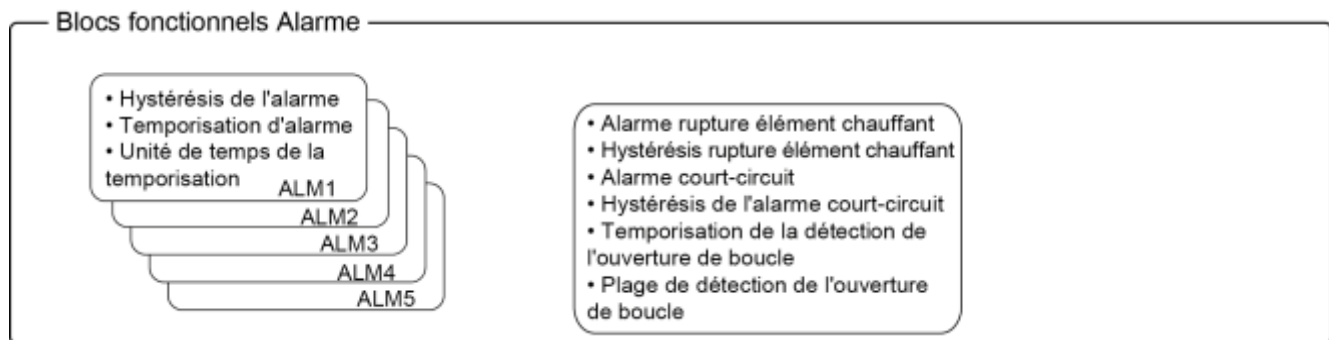 Blocs fonctionnels Alarme
• Hystérésis de l'alarme
• Temporisation d'alarme
• Unité de temps de la
temporisation
ALM1
ALM2
ALM3
ALM4
ALM5
• Alarme rupture élément chauffant
• Hystérésis rupture élément chauffant
• Alarme court-circuit
• Hystérésis de l'alarme court-circuit
• Temporisation de la détection de
l'ouverture de boucle
• Plage de détection de l'ouverture
de boucle